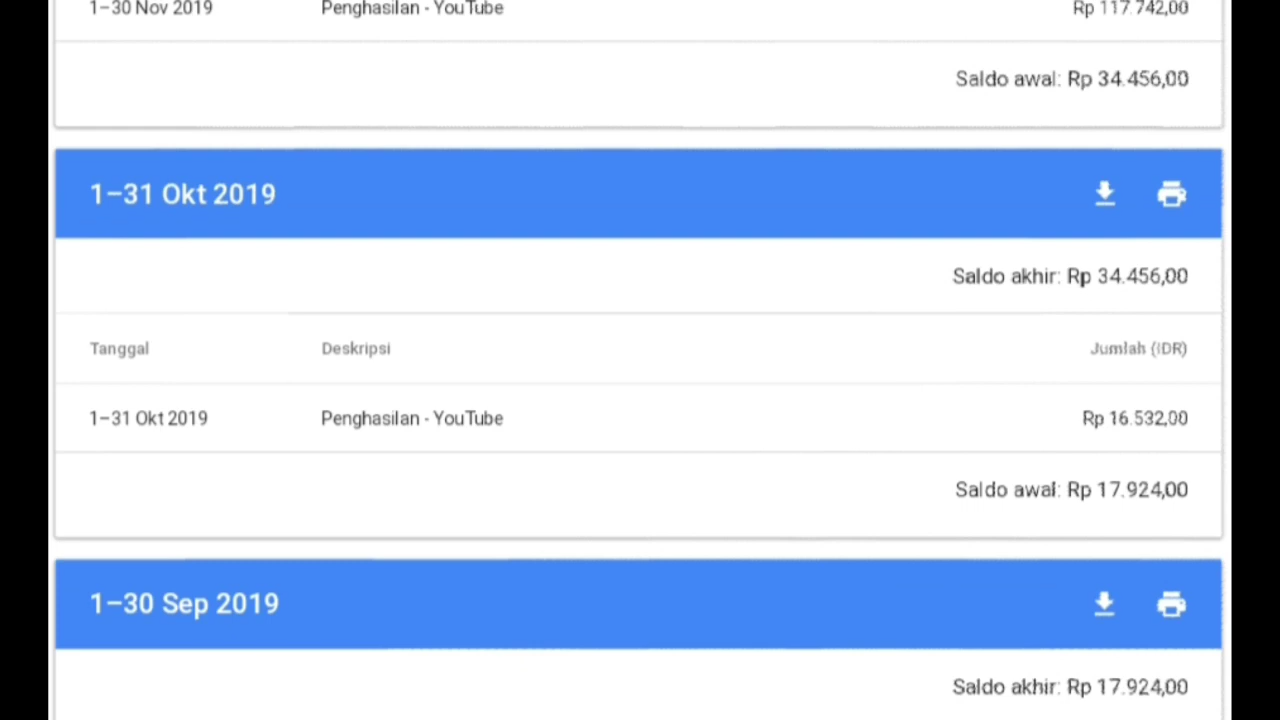 1–30 Nov 2019 Penghasilan - YouTube Rp 117.742,00
Saldo awal: Rp 34.456,00
1–31 Okt 2019
Saldo akhir: Rp 34.456,00
Tanggal Deskripsi Jumlah (IDR)
1–31 Okt 2019 Penghasilan - YouTube Rp 16.532,00
Saldo awal: Rp 17.924,00
1–30 Sep 2019
Saldo akhir: Rp 17.924,00